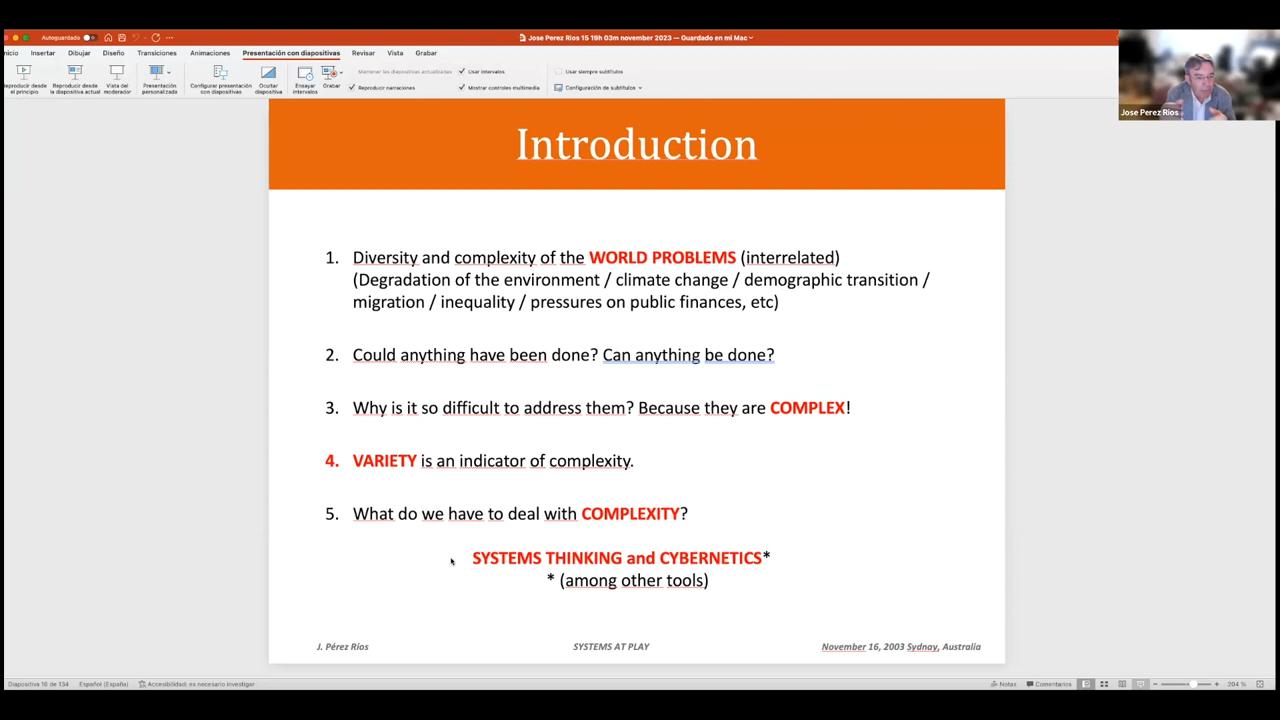 Autoguardado
Jose Perez Rios 15 19h 03m november 2023 — Guardado en mi Mac
Insertar Dibujar Diseño Transiciones Animaciones Presentación con diapositivas Revisar Vista Grabar
Reproducir desde el principio
Reproducir desde la diapositiva actual
Vista del moderador
Presentación personalizada
Configurar presentación con diapositivas
Ocultar diapositiva
Ensayar intervalos
Grabar
Mantener las diapositivas actualizadas
Reproducir narraciones
Usar intervalos
Mostrar controles multimedia
Usar siempre subtítulos
Configuración de subtítulos
Jose Perez Rios
Introduction
1. Diversity and complexity of the WORLD PROBLEMS (interrelated)
(Degradation of the environment / climate change / demographic transition /
migration / inequality / pressures on public finances, etc)
2. Could anything have been done? Can anything be done?
3. Why is it so difficult to address them? Because they are COMPLEX!
4. VARIETY is an indicator of complexity.
5. What do we have to deal with COMPLEXITY?
SYSTEMS THINKING and CYBERNETICS*
* (among other tools)
J. Pérez Ríos SYSTEMS AT PLAY November 16, 2003 Sydnay, Australia
Diapositiva 16 de 134 Español (España) Accesibilidad: es necesario investigar Notas Comentarios 204 %